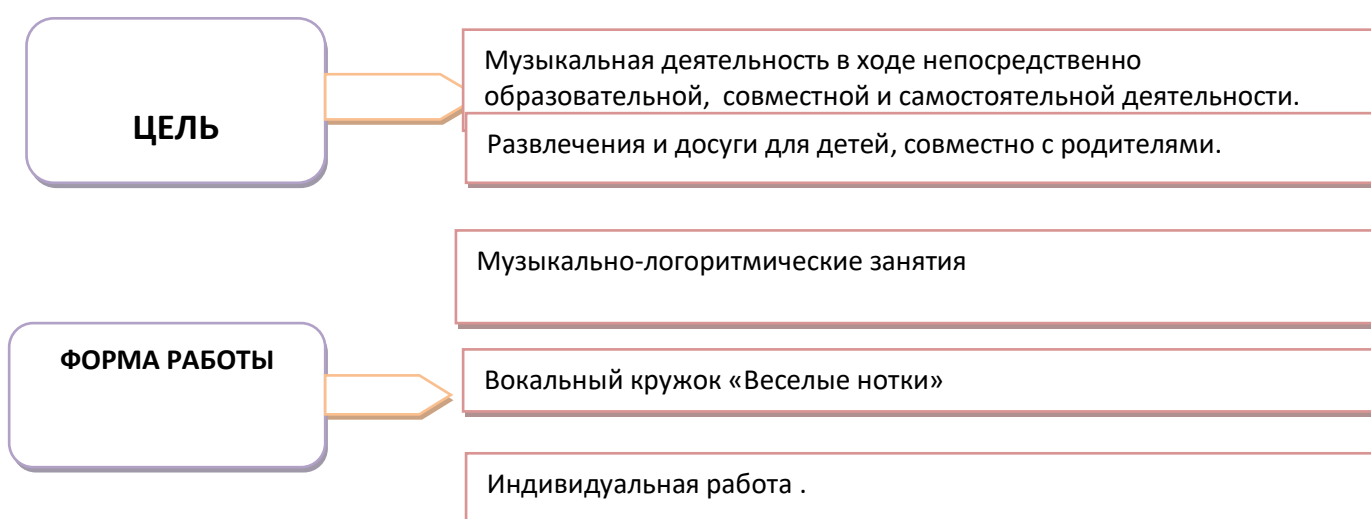 ЦЕЛЬ
Музыкальная деятельность в ходе непосредственно
образовательной, совместной и самостоятельной деятельности.
Развлечения и досуги для детей, совместно с родителями.
Музыкально-логоритмические занятия
ФОРМА РАБОТЫ
Вокальный кружок «Веселые нотки»
Индивидуальная работа .